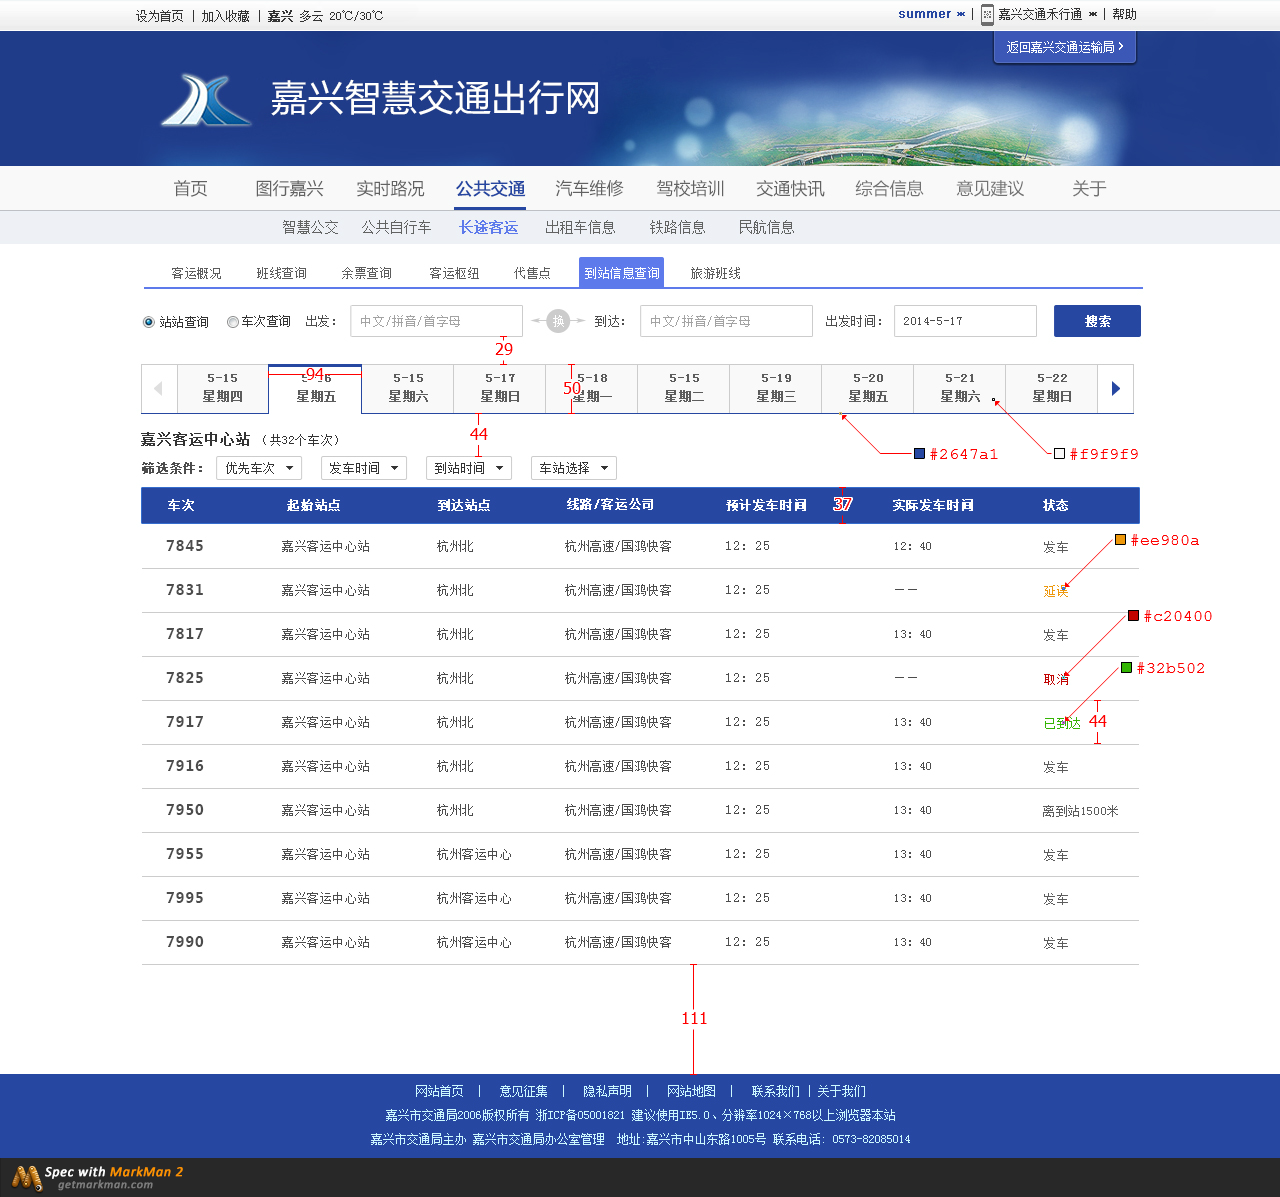 设为首页 | 加入收藏 | 嘉兴 多云 20℃/30℃
summer | 嘉兴交通禾行通 | 帮助
返回嘉兴交通运输局 >
嘉兴智慧交通出行网
首页 图行嘉兴 实时路况 公共交通 汽车维修 驾校培训 交通快讯 综合信息 意见建议 关于
智慧公交 公共自行车 长途客运 出租车信息 铁路信息 民航信息
客运概况 班线查询 余票查询 客运枢纽 代售点 到站信息查询 旅游班线
站站查询 车次查询 出发: 中文/拼音/首字母 换 到达: 中文/拼音/首字母 出发时间: 2014-5-17 搜索
29
5-15 5-16 5-15 5-17 5-18 5-15 5-19 5-20 5-21 5-22
94
50
星期四 星期五 星期六 星期日 星期一 星期二 星期三 星期五 星期六 星期日
44
嘉兴客运中心站 (共32个车次)
#2647a1 #f9f9f9
筛选条件: 优先车次 发车时间 到站时间 车站选择
车次 起始站点 到达站点 线路/客运公司 预计发车时间 37 实际发车时间 状态
7845 嘉兴客运中心站 杭州北 杭州高速/国鸿快客 12: 25 12: 40 发车
#ee980a
7831 嘉兴客运中心站 杭州北 杭州高速/国鸿快客 12: 25 —— 延误
#c20400
7817 嘉兴客运中心站 杭州北 杭州高速/国鸿快客 12: 25 13: 40 发车
#32b502
7825 嘉兴客运中心站 杭州北 杭州高速/国鸿快客 12: 25 —— 取消
7917 嘉兴客运中心站 杭州北 杭州高速/国鸿快客 12: 25 13: 40 已到达 44
7916 嘉兴客运中心站 杭州北 杭州高速/国鸿快客 12: 25 13: 40 发车
7950 嘉兴客运中心站 杭州北 杭州高速/国鸿快客 12: 25 13: 40 离到站1500米
7955 嘉兴客运中心站 杭州客运中心 杭州高速/国鸿快客 12: 25 13: 40 发车
7995 嘉兴客运中心站 杭州客运中心 杭州高速/国鸿快客 12: 25 13: 40 发车
7990 嘉兴客运中心站 杭州客运中心 杭州高速/国鸿快客 12: 25 13: 40 发车
111
网站首页 | 意见征集 | 隐私声明 | 网站地图 | 联系我们 | 关于我们
嘉兴市交通局2006版权所有 浙ICP备05001821 建议使用IE5.0、分辨率1024×768以上浏览器本站
嘉兴市交通局主办 嘉兴市交通局办公室管理 地址:嘉兴市中山东路1005号 联系电话: 0573-82085014
Spec with MarkMan 2
getmarkman.com